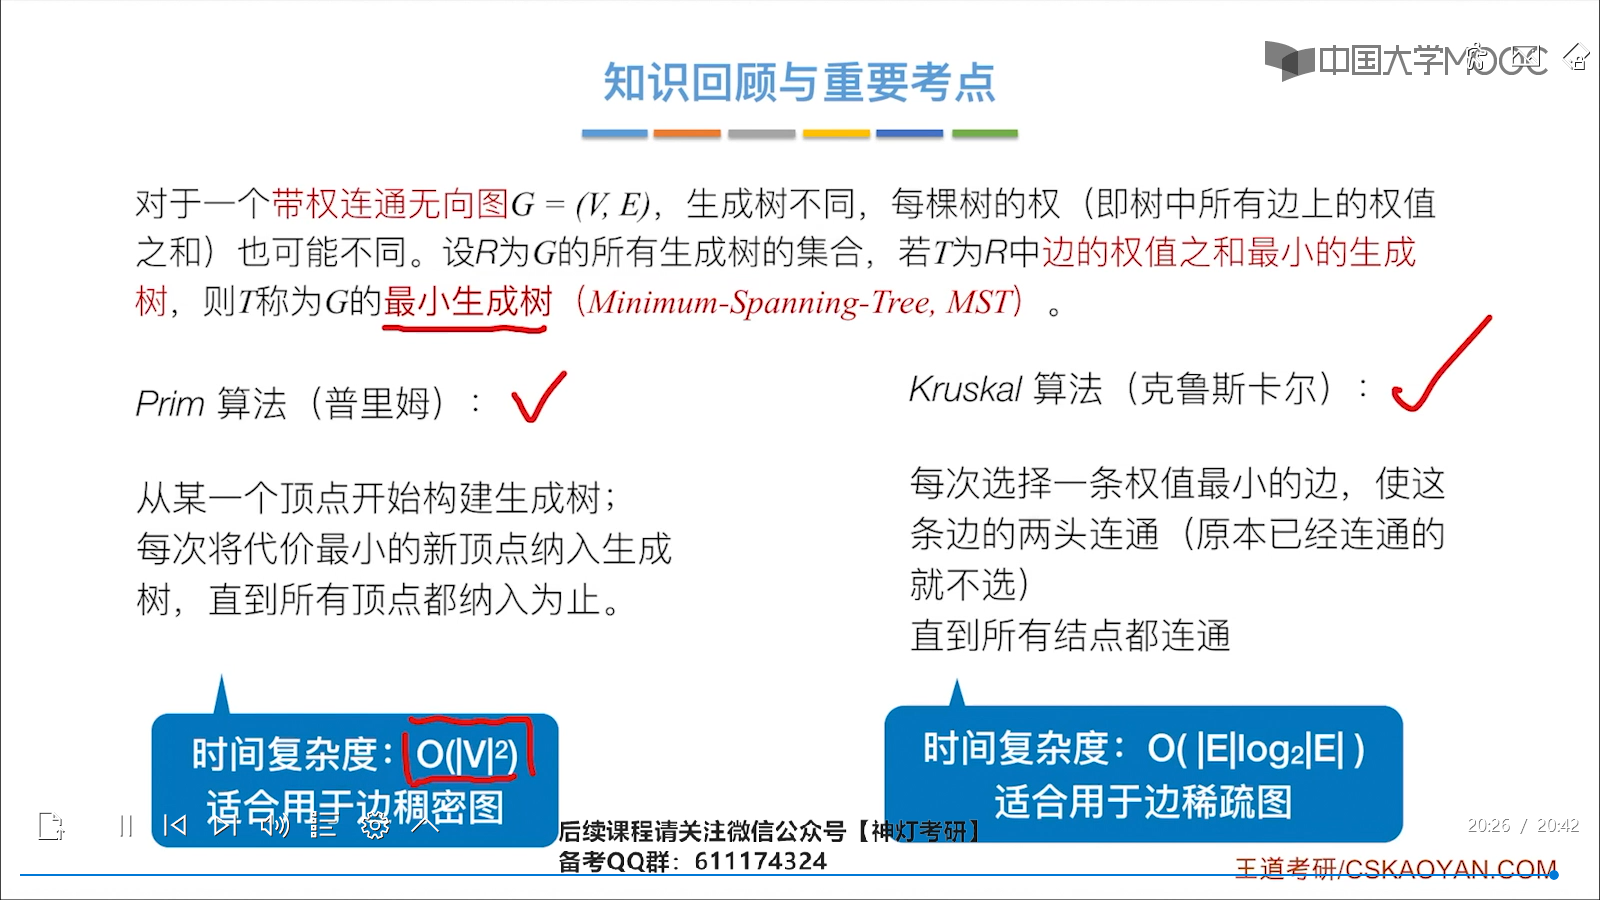 中国大学MOOC
知识回顾与重要考点
对于一个带权连通无向图G = (V, E)，生成树不同，每棵树的权（即树中所有边上的权值
之和）也可能不同。设R为G的所有生成树的集合，若T为R中边的权值之和最小的生成
树，则T称为G的最小生成树（Minimum-Spanning-Tree, MST）。
Prim 算法（普里姆）：
从某一个顶点开始构建生成树；
每次将代价最小的新顶点纳入生成
树，直到所有顶点都纳入为止。
时间复杂度：O(|V|²)
适合用于边稠密图
Kruskal 算法（克鲁斯卡尔）：
每次选择一条权值最小的边，使这
条边的两头连通（原本已经连通的
就不选）
直到所有结点都连通
时间复杂度：O( |E|log₂|E| )
适合用于边稀疏图
后续课程请关注微信公众号【神灯考研】
备考QQ群：611174324
20:26 / 20:42
王道考研/CSKAOYAN.COM